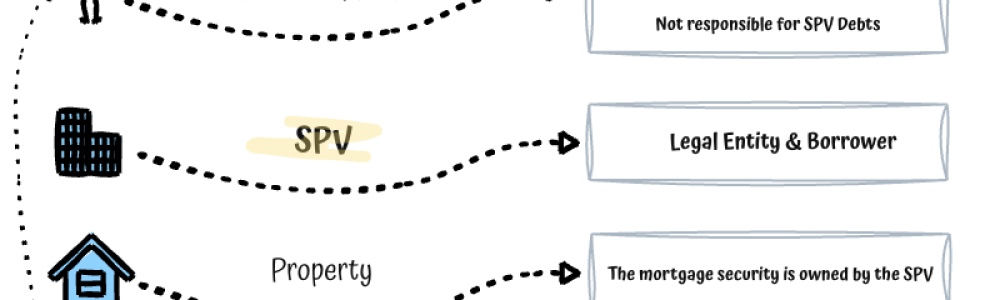 Not responsible for SPV Debts
SPV
Legal Entity & Borrower
Property
The mortgage security is owned by the SPV